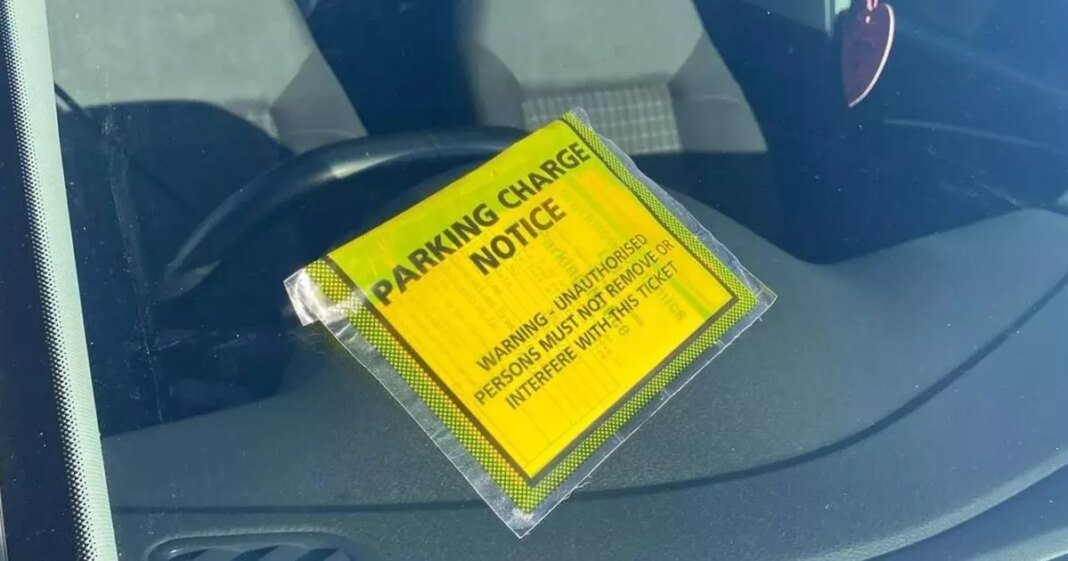 PARKING CHARGE
NOTICE
WARNING - UNAUTHORISED
PERSONS MUST NOT REMOVE OR
INTERFERE WITH THIS TICKET